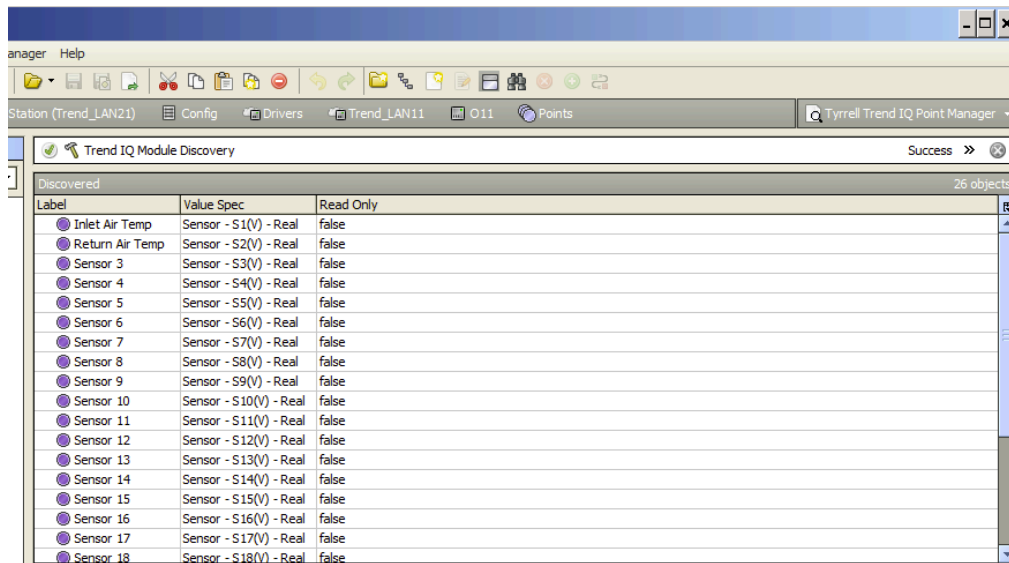 anager Help
Station (Trend_LAN21) Config Drivers Trend_LAN11 O11 Points Tyrrell Trend IQ Point Manager
Trend IQ Module Discovery Success
Discovered 26 objects
Label Value Spec Read Only
Inlet Air Temp Sensor - S1(V) - Real false
Return Air Temp Sensor - S2(V) - Real false
Sensor 3 Sensor - S3(V) - Real false
Sensor 4 Sensor - S4(V) - Real false
Sensor 5 Sensor - S5(V) - Real false
Sensor 6 Sensor - S6(V) - Real false
Sensor 7 Sensor - S7(V) - Real false
Sensor 8 Sensor - S8(V) - Real false
Sensor 9 Sensor - S9(V) - Real false
Sensor 10 Sensor - S10(V) - Real false
Sensor 11 Sensor - S11(V) - Real false
Sensor 12 Sensor - S12(V) - Real false
Sensor 13 Sensor - S13(V) - Real false
Sensor 14 Sensor - S14(V) - Real false
Sensor 15 Sensor - S15(V) - Real false
Sensor 16 Sensor - S16(V) - Real false
Sensor 17 Sensor - S17(V) - Real false
Sensor 18 Sensor - S18(V) - Real false